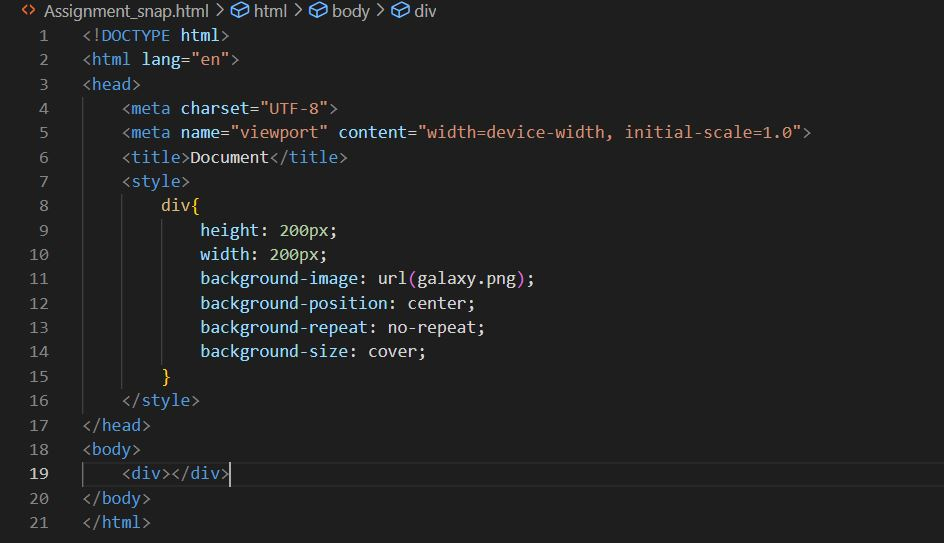 Assignment_snap.html > html > body > div
1 <!DOCTYPE html>
2 <html lang="en">
3 <head>
4     <meta charset="UTF-8">
5     <meta name="viewport" content="width=device-width, initial-scale=1.0">
6     <title>Document</title>
7     <style>
8         div{
9             height: 200px;
10             width: 200px;
11             background-image: url(galaxy.png);
12             background-position: center;
13             background-repeat: no-repeat;
14             background-size: cover;
15         }
16     </style>
17 </head>
18 <body>
19     <div></div>
20 </body>
21 </html>